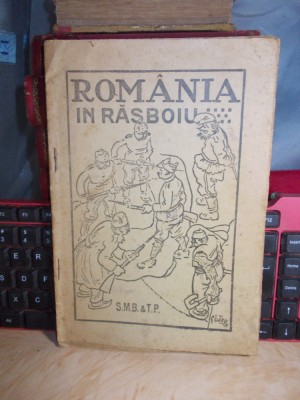 ROMÂNIA
IN RĂSBOIU
S.M.B. & T.P.